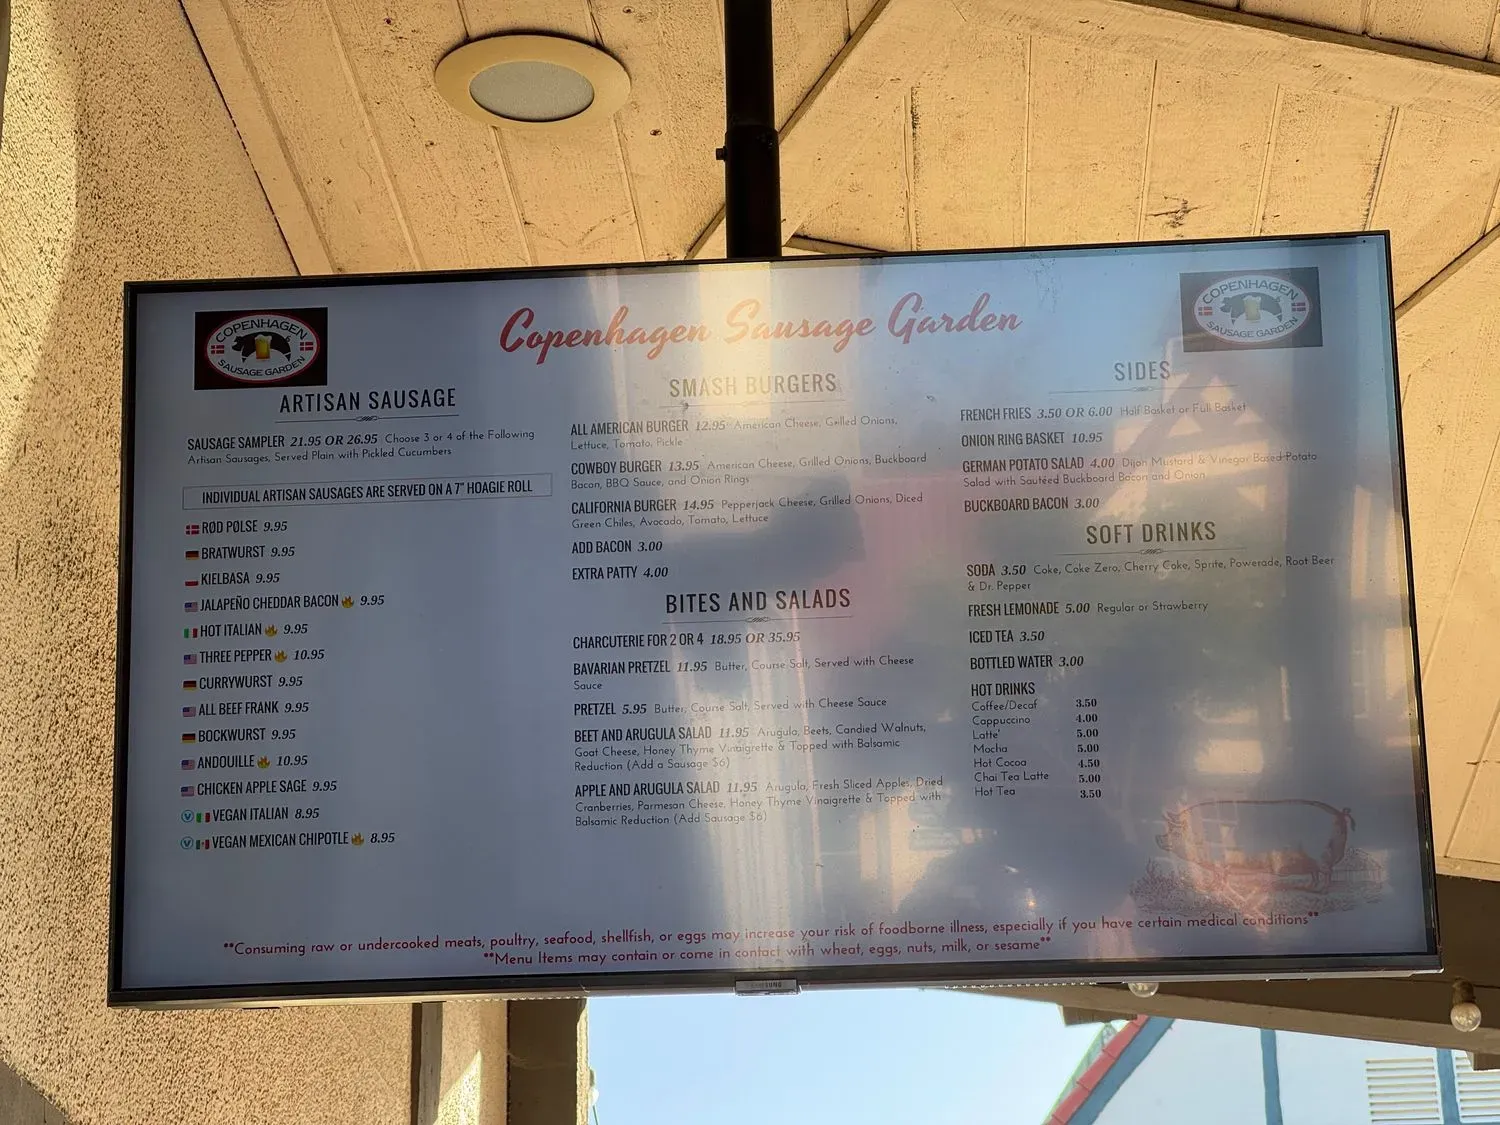 COPENHAGEN
SAUSAGE GARDEN
Copenhagen Sausage Garden
COPENHAGEN
SAUSAGE GARDEN
ARTISAN SAUSAGE
SAUSAGE SAMPLER 21.95 OR 26.95 Choose 3 or 4 of the Following
Artisan Sausages, Served Plain with Pickled Cucumbers
INDIVIDUAL ARTISAN SAUSAGES ARE SERVED ON A 7" HOAGIE ROLL
RØD PØLSE 9.95
BRATWURST 9.95
KIELBASA 9.95
JALAPEÑO CHEDDAR BACON🔥 9.95
HOT ITALIAN🔥 9.95
THREE PEPPER🔥 10.95
CURRYWURST 9.95
ALL BEEF FRANK 9.95
BOCKWURST 9.95
ANDOUILLE🔥 10.95
CHICKEN APPLE SAGE 9.95
V VEGAN ITALIAN 8.95
V VEGAN MEXICAN CHIPOTLE🔥 8.95
SMASH BURGERS
ALL AMERICAN BURGER 12.95 American Cheese, Grilled Onions,
Lettuce, Tomato, Pickle
COWBOY BURGER 13.95 American Cheese, Grilled Onions, Buckboard
Bacon, BBQ Sauce, and Onion Rings
CALIFORNIA BURGER 14.95 Pepperjack Cheese, Grilled Onions, Diced
Green Chiles, Avocado, Tomato, Lettuce
ADD BACON 3.00
EXTRA PATTY 4.00
BITES AND SALADS
CHARCUTERIE FOR 2 OR 4 18.95 OR 35.95
BAVARIAN PRETZEL 11.95 Butter, Course Salt, Served with Cheese
Sauce
PRETZEL 5.95 Butter, Course Salt, Served with Cheese Sauce
BEET AND ARUGULA SALAD 11.95 Arugula, Beets, Candied Walnuts,
Goat Cheese, Honey Thyme Vinaigrette & Topped with Balsamic
Reduction (Add a Sausage $6)
APPLE AND ARUGULA SALAD 11.95 Arugula, Fresh Sliced Apples, Dried
Cranberries, Parmesan Cheese, Honey Thyme Vinaigrette & Topped with
Balsamic Reduction (Add Sausage $6)
SIDES
FRENCH FRIES 3.50 OR 6.00 Half Basket or Full Basket
ONION RING BASKET 10.95
GERMAN POTATO SALAD 4.00 Dijon Mustard & Vinegar Based Potato
Salad with Sautéed Buckboard Bacon and Onion
BUCKBOARD BACON 3.00
SOFT DRINKS
SODA 3.50 Coke, Coke Zero, Cherry Coke, Sprite, Powerade, Root Beer
& Dr. Pepper
FRESH LEMONADE 5.00 Regular or Strawberry
ICED TEA 3.50
BOTTLED WATER 3.00
HOT DRINKS
Coffee/Decaf 3.50
Cappuccino 4.00
Latte' 5.00
Mocha 5.00
Hot Cocoa 4.50
Chai Tea Latte 5.00
Hot Tea 3.50
**Consuming raw or undercooked meats, poultry, seafood, shellfish, or eggs may increase your risk of foodborne illness, especially if you have certain medical conditions**
**Menu Items may contain or come in contact with wheat, eggs, nuts, milk, or sesame**
SAMSUNG